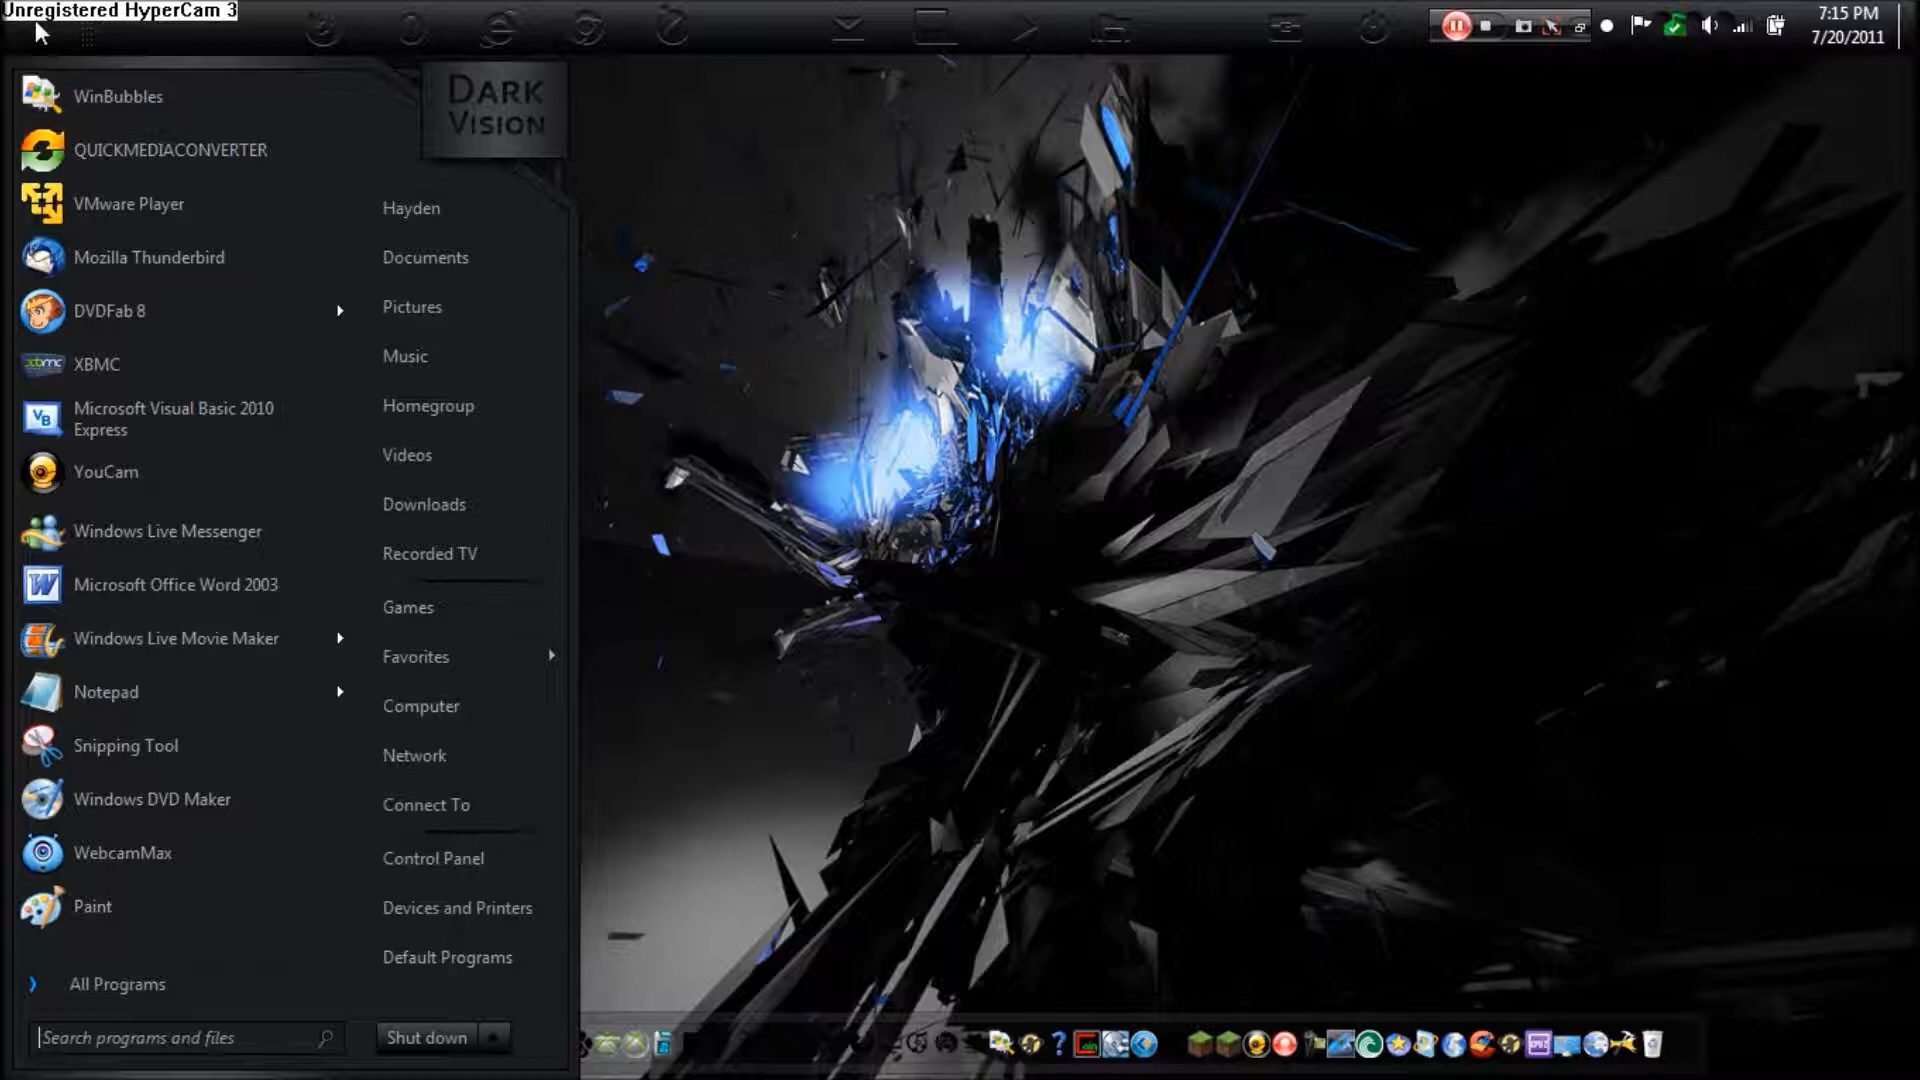 Unregistered HyperCam 3
7:15 PM
7/20/2011
DARK
VISION
WinBubbles
QUICKMEDIACONVERTER
VMware Player
Mozilla Thunderbird
DVDFab 8
xbmc
XBMC
VB
Microsoft Visual Basic 2010
Express
YouCam
Windows Live Messenger
W
Microsoft Office Word 2003
Windows Live Movie Maker
Notepad
Snipping Tool
Windows DVD Maker
WebcamMax
Paint
All Programs
Search programs and files
Hayden
Documents
Pictures
Music
Homegroup
Videos
Downloads
Recorded TV
Games
Favorites
Computer
Network
Connect To
Control Panel
Devices and Printers
Default Programs
Shut down